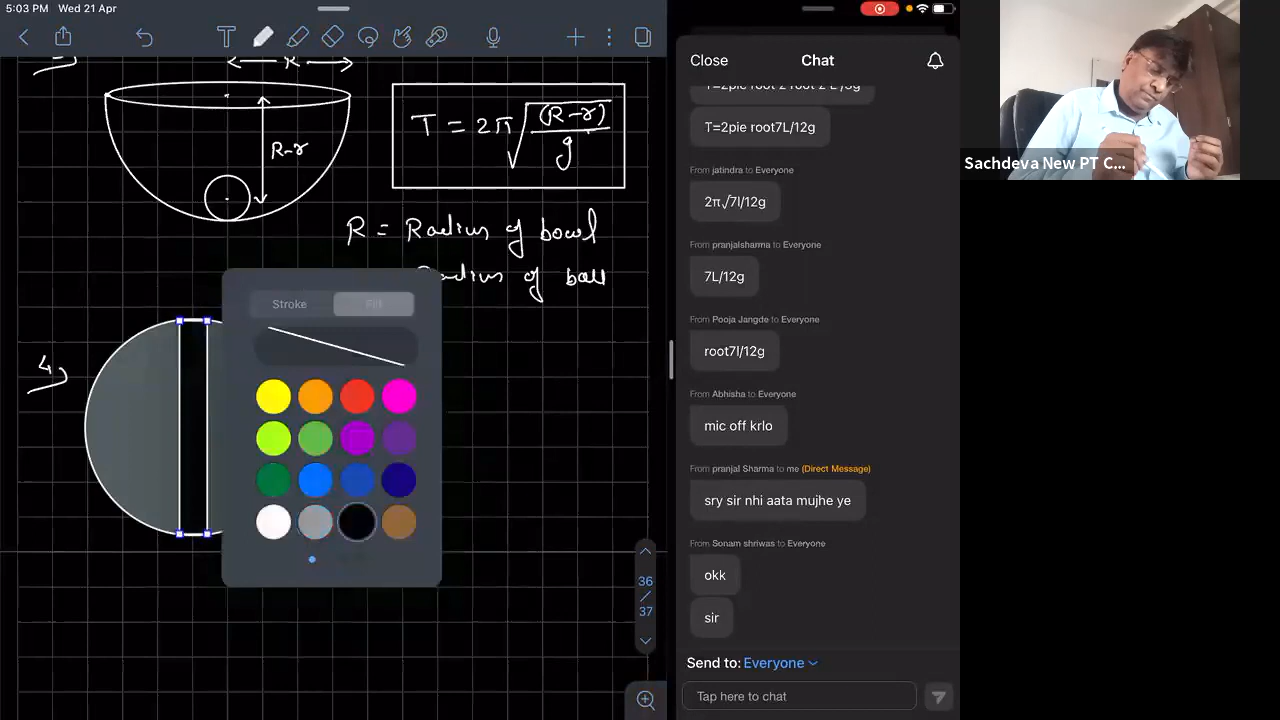 5:03 PM Wed 21 Apr
R
R-r
T = 2π√(R-r)/g
R = Radius of bowl
Radius of ball
4)
Stroke
Fill
36
/
37
Close
Chat
T=2pie root7L/12g
From jatindra to Everyone
2π√7l/12g
From pranjalsharma to Everyone
7L/12g
From Pooja Jangde to Everyone
root7l/12g
From Abhisha to Everyone
mic off krlo
From pranjal Sharma to me (Direct Message)
sry sir nhi aata mujhe ye
From Sonam shriwas to Everyone
okk
sir
Send to: Everyone
Tap here to chat
Sachdeva New PT C...